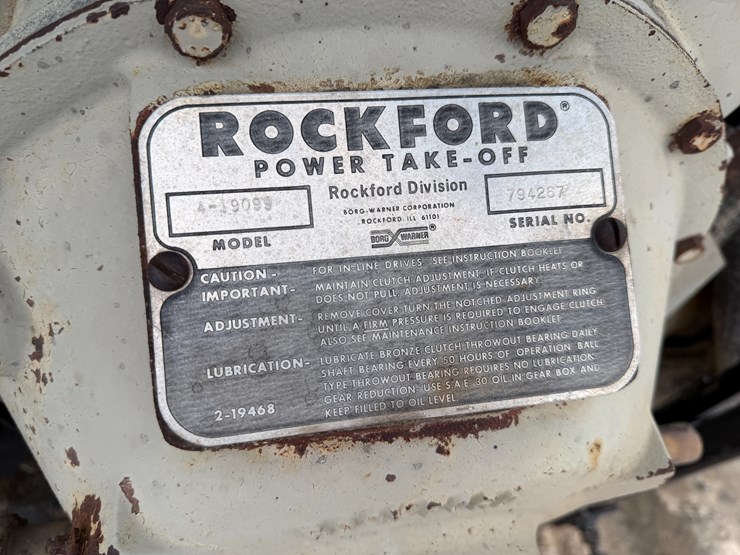 ROCKFORD®
POWER TAKE-OFF
4-19099
Rockford Division
794287
BORG-WARNER CORPORATION
ROCKFORD, ILL 61101
MODEL
BORG WARNER®
SERIAL NO.
CAUTION- FOR IN-LINE DRIVES SEE INSTRUCTION BOOKLET
IMPORTANT- MAINTAIN CLUTCH ADJUSTMENT. IF CLUTCH HEATS OR
DOES NOT PULL, ADJUSTMENT IS NECESSARY
ADJUSTMENT- REMOVE COVER TURN THE NOTCHED ADJUSTMENT RING
UNTIL A FIRM PRESSURE IS REQUIRED TO ENGAGE CLUTCH
ALSO SEE MAINTENANCE INSTRUCTION BOOKLET.
LUBRICATION- LUBRICATE BRONZE CLUTCH THROWOUT BEARING DAILY
SHAFT BEARING EVERY 50 HOURS OF OPERATION BALL
TYPE THROWOUT BEARING REQUIRES NO LUBRICATION
GEAR REDUCTION- USE S.A.E. 30 OIL IN GEAR BOX AND
KEEP FILLED TO OIL LEVEL.
2-19468